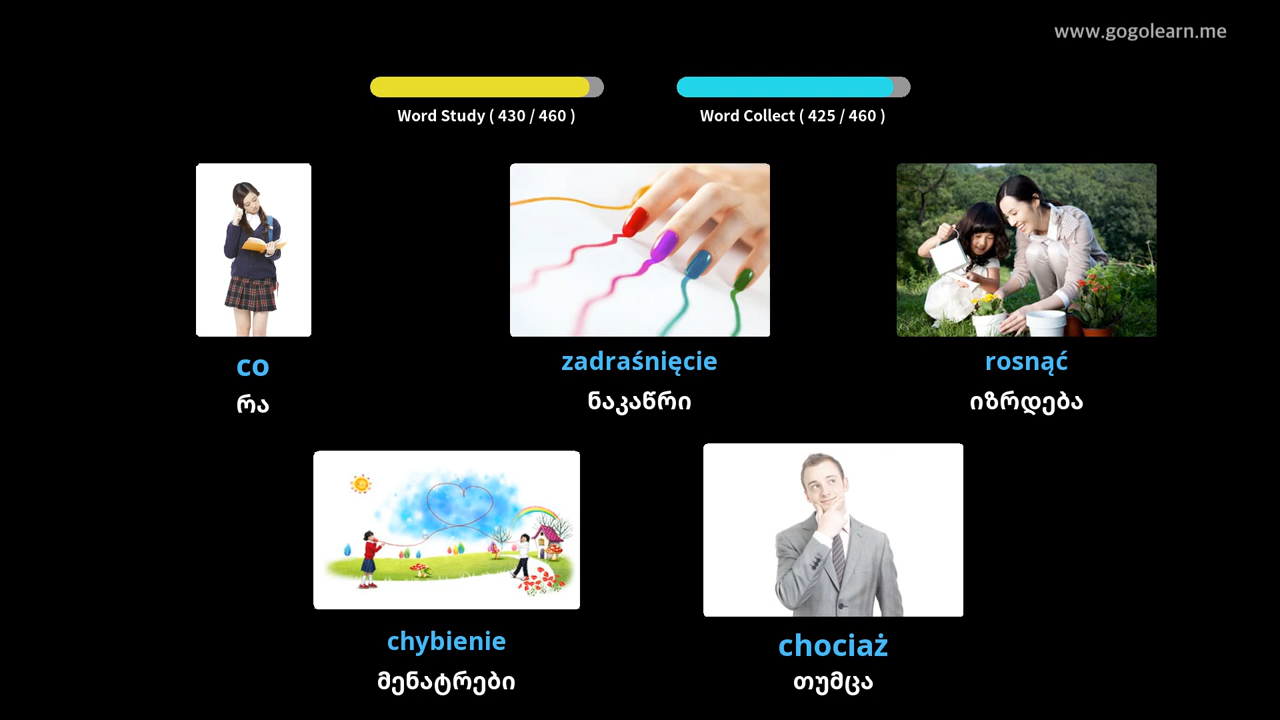 www.gogolearn.me
Word Study ( 430 / 460 )
Word Collect ( 425 / 460 )
co
რა
zadraśnięcie
ნაკაწრი
rosnąć
იზრდება
chybienie
მენატრები
chociaż
თუმცა